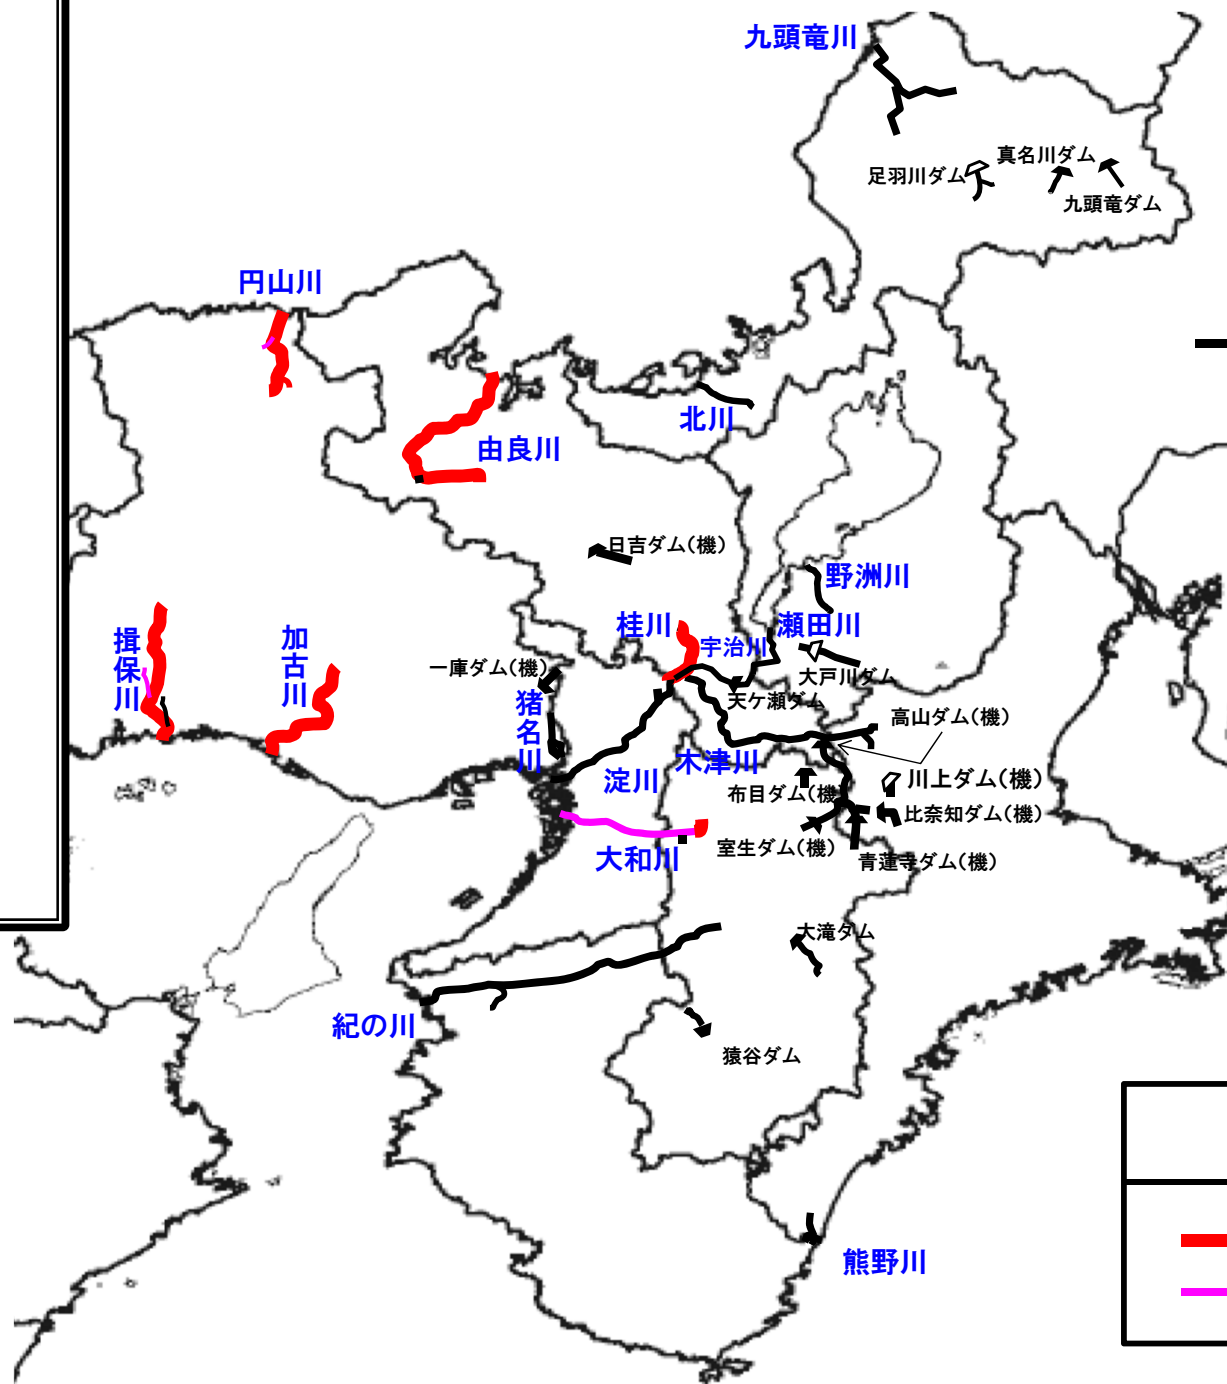 九頭竜川
真名川ダム
足羽川ダム
九頭竜ダム
円山川
北川
由良川
日吉ダム(機)
野洲川
桂川
宇治川
瀬田川
揖保川
加古川
一庫ダム(機)
大戸川ダム
天ケ瀬ダム
猪名川
高山ダム(機)
淀川
木津川
川上ダム(機)
布目ダム(機
比奈知ダム(機)
大和川
室生ダム(機)
青蓮寺ダム(機)
大滝ダム
紀の川
猿谷ダム
熊野川